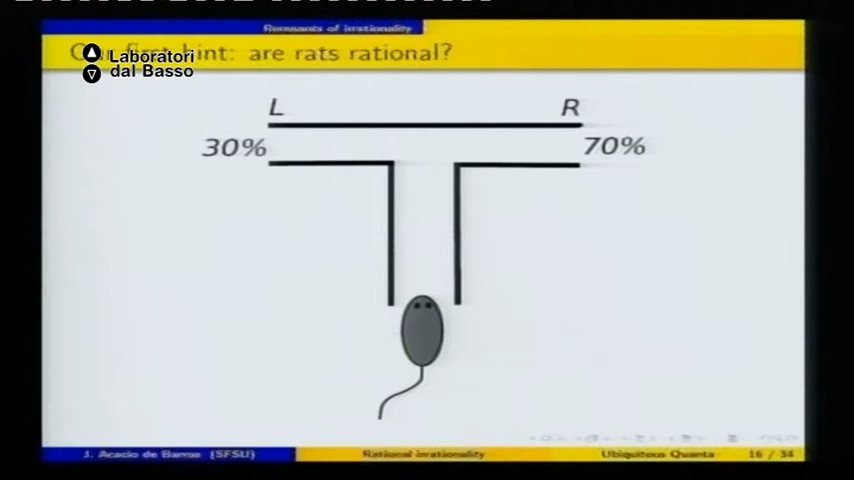 Remnants of irrationality
first hint: are rats rational?
Laboratori
dal Basso
L
R
30%
70%
J. Acacio de Barros (SFSU)
Rational irrationality
Ubiquitous Quanta
16 / 34